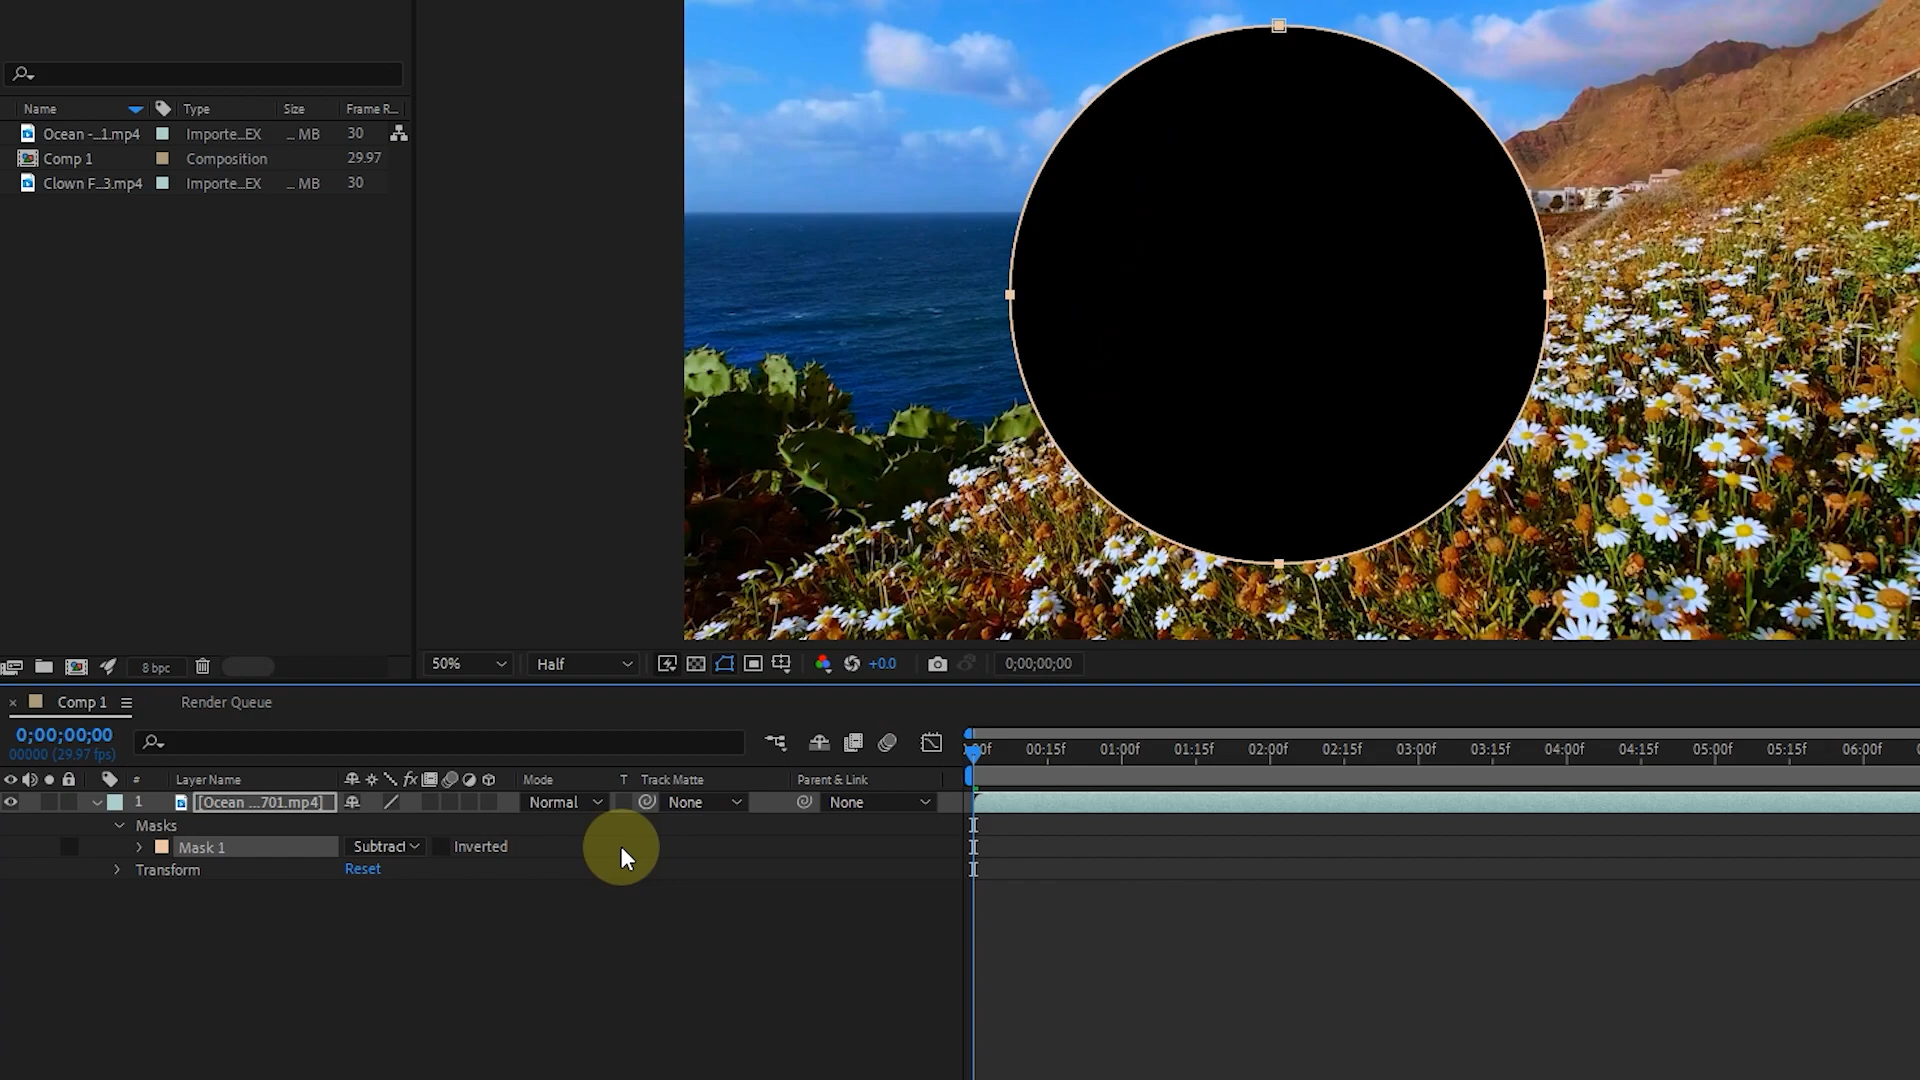 Name Type Size Frame R...
Ocean -...1.mp4 Importe...EX ... MB 30
Comp 1 Composition 29.97
Clown F...3.mp4 Importe...EX ... MB 30
8 bpc
50% Half +0.0 0;00;00;00
Comp 1 Render Queue
0;00;00;00
00000 (29.97 fps)
00:15f 01:00f 01:15f 02:00f 02:15f 03:00f 03:15f 04:00f 04:15f 05:00f 05:15f 06:00f
# Layer Name fx Mode T Track Matte Parent & Link
1 [Ocean ...701.mp4] Normal None None
Masks
Mask 1 Subtract Inverted
Transform Reset